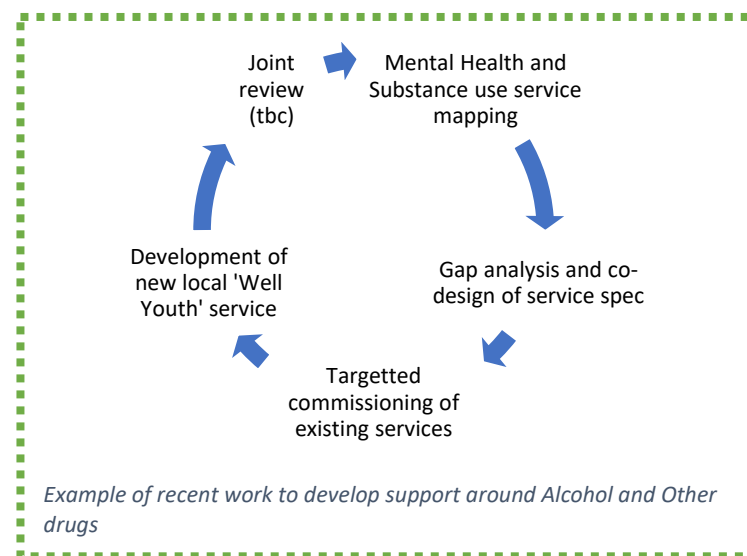 Joint
review
(tbc)
Mental Health and
Substance use service
mapping
Gap analysis and co-
design of service spec
Targetted
commissioning of
existing services
Development of
new local 'Well
Youth' service
Example of recent work to develop support around Alcohol and Other
drugs